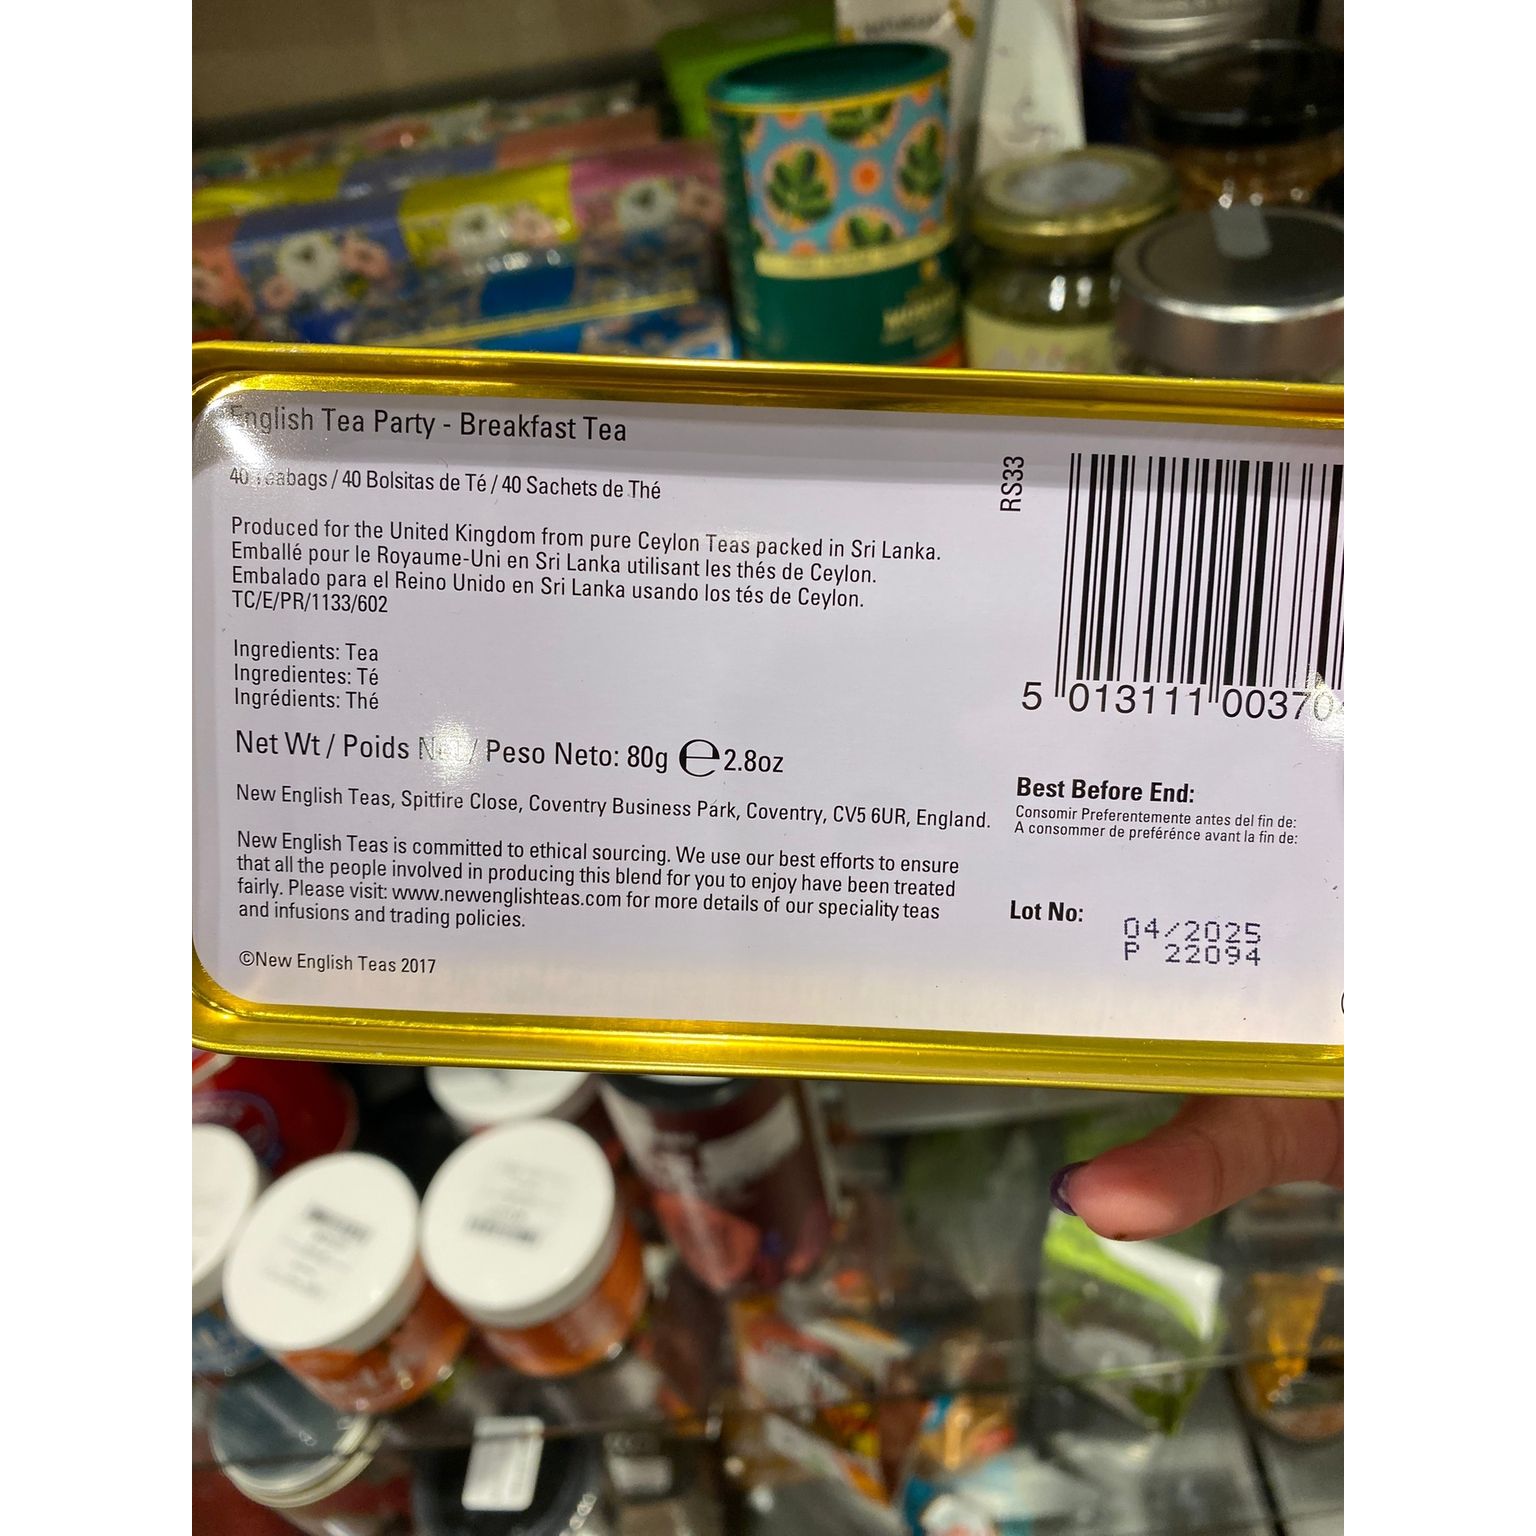 English Tea Party - Breakfast Tea
40 Teabags / 40 Bolsitas de Té / 40 Sachets de Thé
Produced for the United Kingdom from pure Ceylon Teas packed in Sri Lanka.
Emballé pour le Royaume-Uni en Sri Lanka utilisant les thés de Ceylon.
Embalado para el Reino Unido en Sri Lanka usando los tés de Ceylon.
TC/E/PR/1133/602
Ingredients: Tea
Ingredientes: Té
Ingrédients: Thé
Net Wt / Poids Net / Peso Neto: 80g ℮ 2.8oz
New English Teas, Spitfire Close, Coventry Business Park, Coventry, CV5 6UR, England.
New English Teas is committed to ethical sourcing. We use our best efforts to ensure
that all the people involved in producing this blend for you to enjoy have been treated
fairly. Please visit: www.newenglishteas.com for more details of our speciality teas
and infusions and trading policies.
©New English Teas 2017
RS33
5 013111 00370
Best Before End:
Consomir Preferentemente antes del fin de:
A consommer de preférénce avant la fin de:
Lot No:
04/2025
P 22094